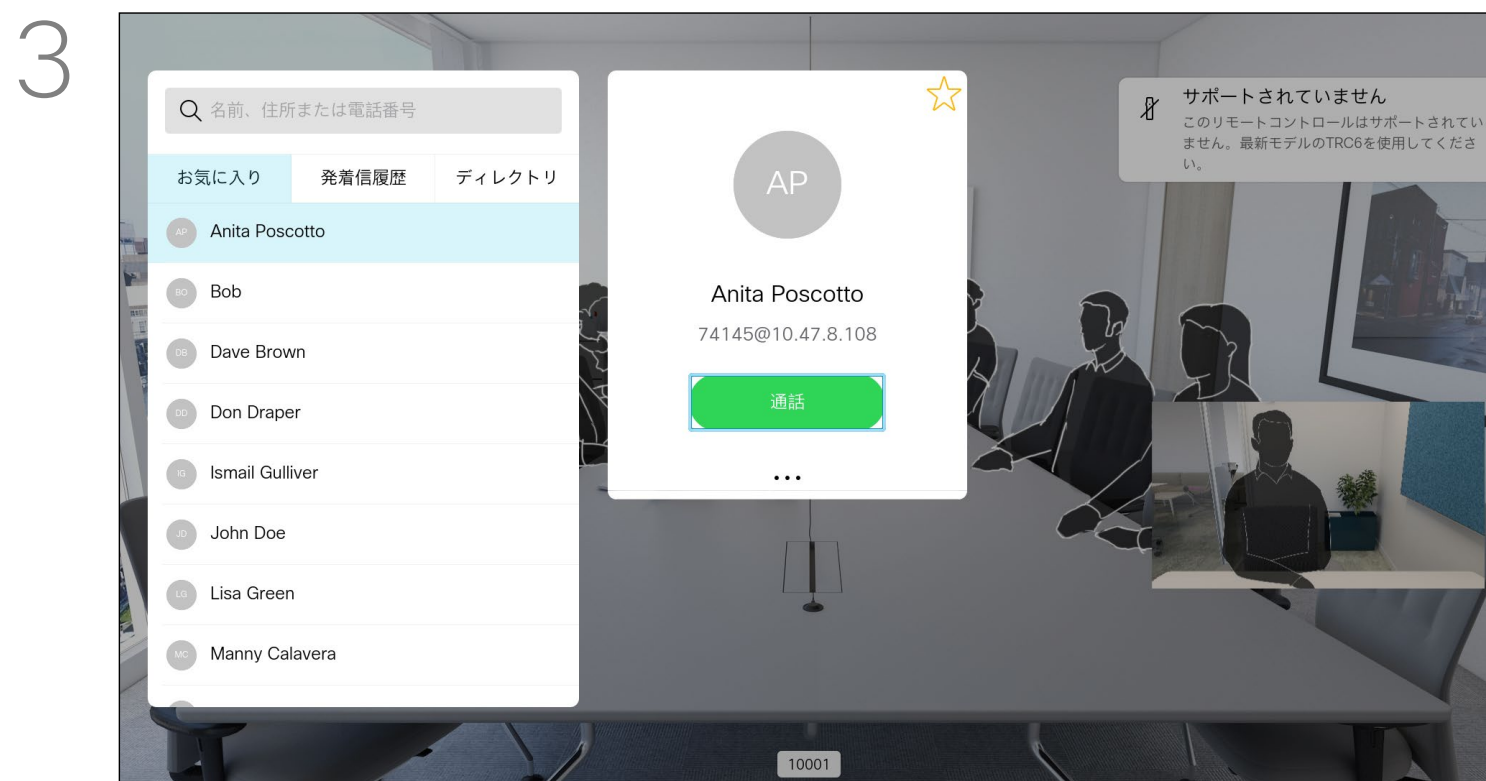 3
名前、住所または電話番号
お気に入り 発着信履歴 ディレクトリ
AP Anita Poscotto
BO Bob
DB Dave Brown
DD Don Draper
IG Ismail Gulliver
JD John Doe
LG Lisa Green
MC Manny Calavera
AP
Anita Poscotto
74145@10.47.8.108
通話
...
サポートされていません
このリモートコントロールはサポートされてい
ません。最新モデルのTRC6を使用してくださ
い。
10001